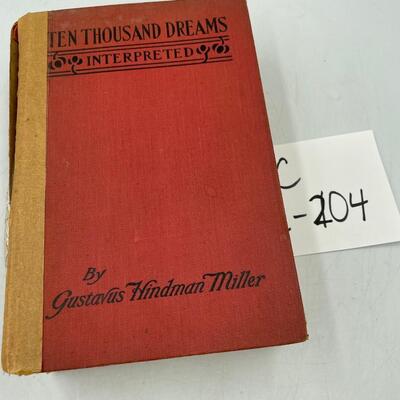 TEN THOUSAND DREAMS
INTERPRETED
By
Gustavus Hindman Miller
C
-204